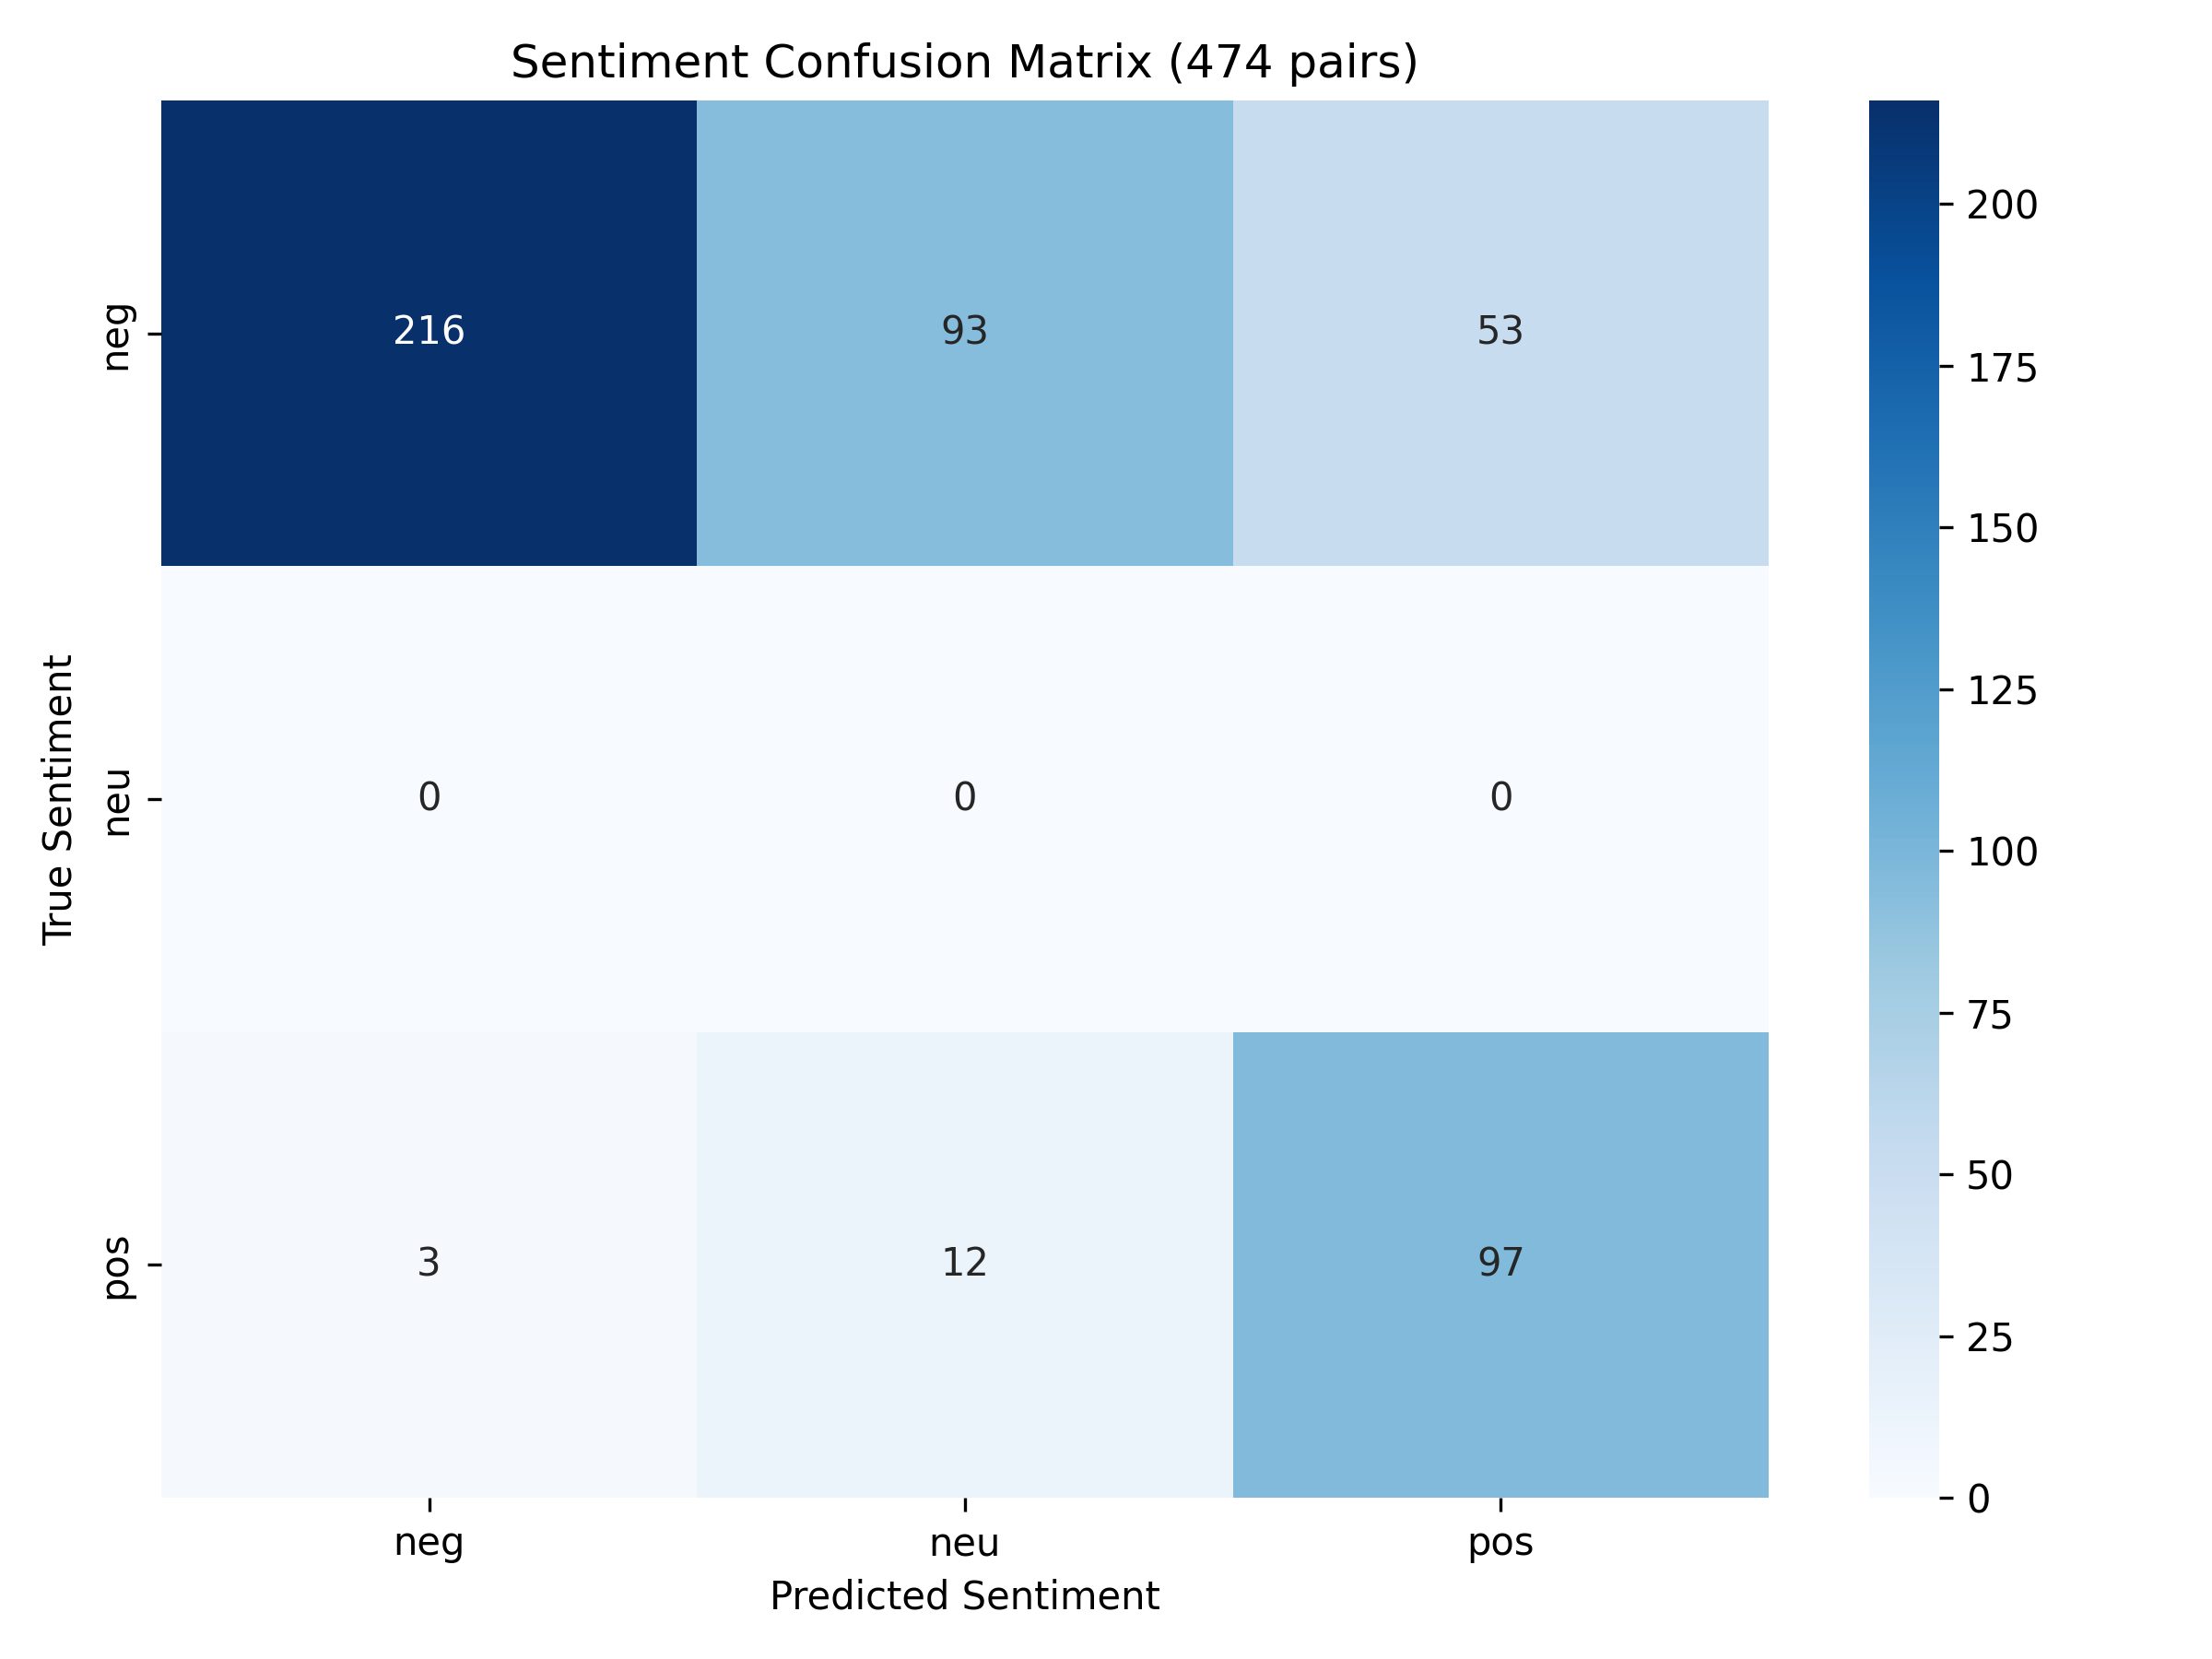 Sentiment Confusion Matrix (474 pairs)
True Sentiment
neg
neu
pos
216 93 53
0 0 0
3 12 97
neg neu pos
Predicted Sentiment
200
175
150
125
100
75
50
25
0